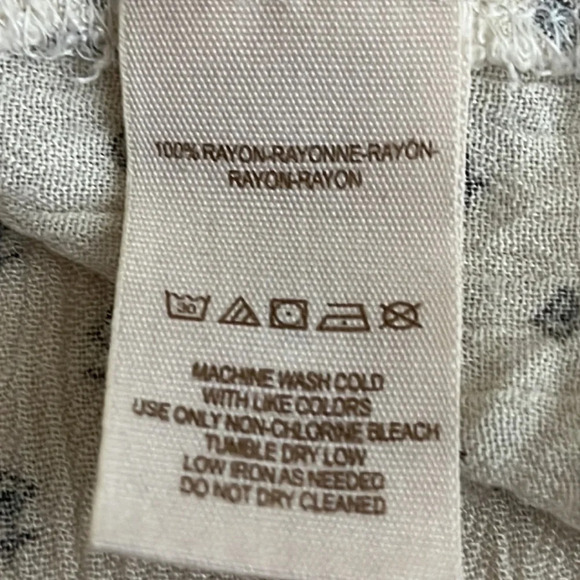 100% RAYON-RAYONNE-RAYON-
RAYON-RAYON
30
MACHINE WASH COLD
WITH LIKE COLORS
USE ONLY NON-CHLORINE BLEACH
TUMBLE DRY LOW
LOW IRON AS NEEDED
DO NOT DRY CLEANED